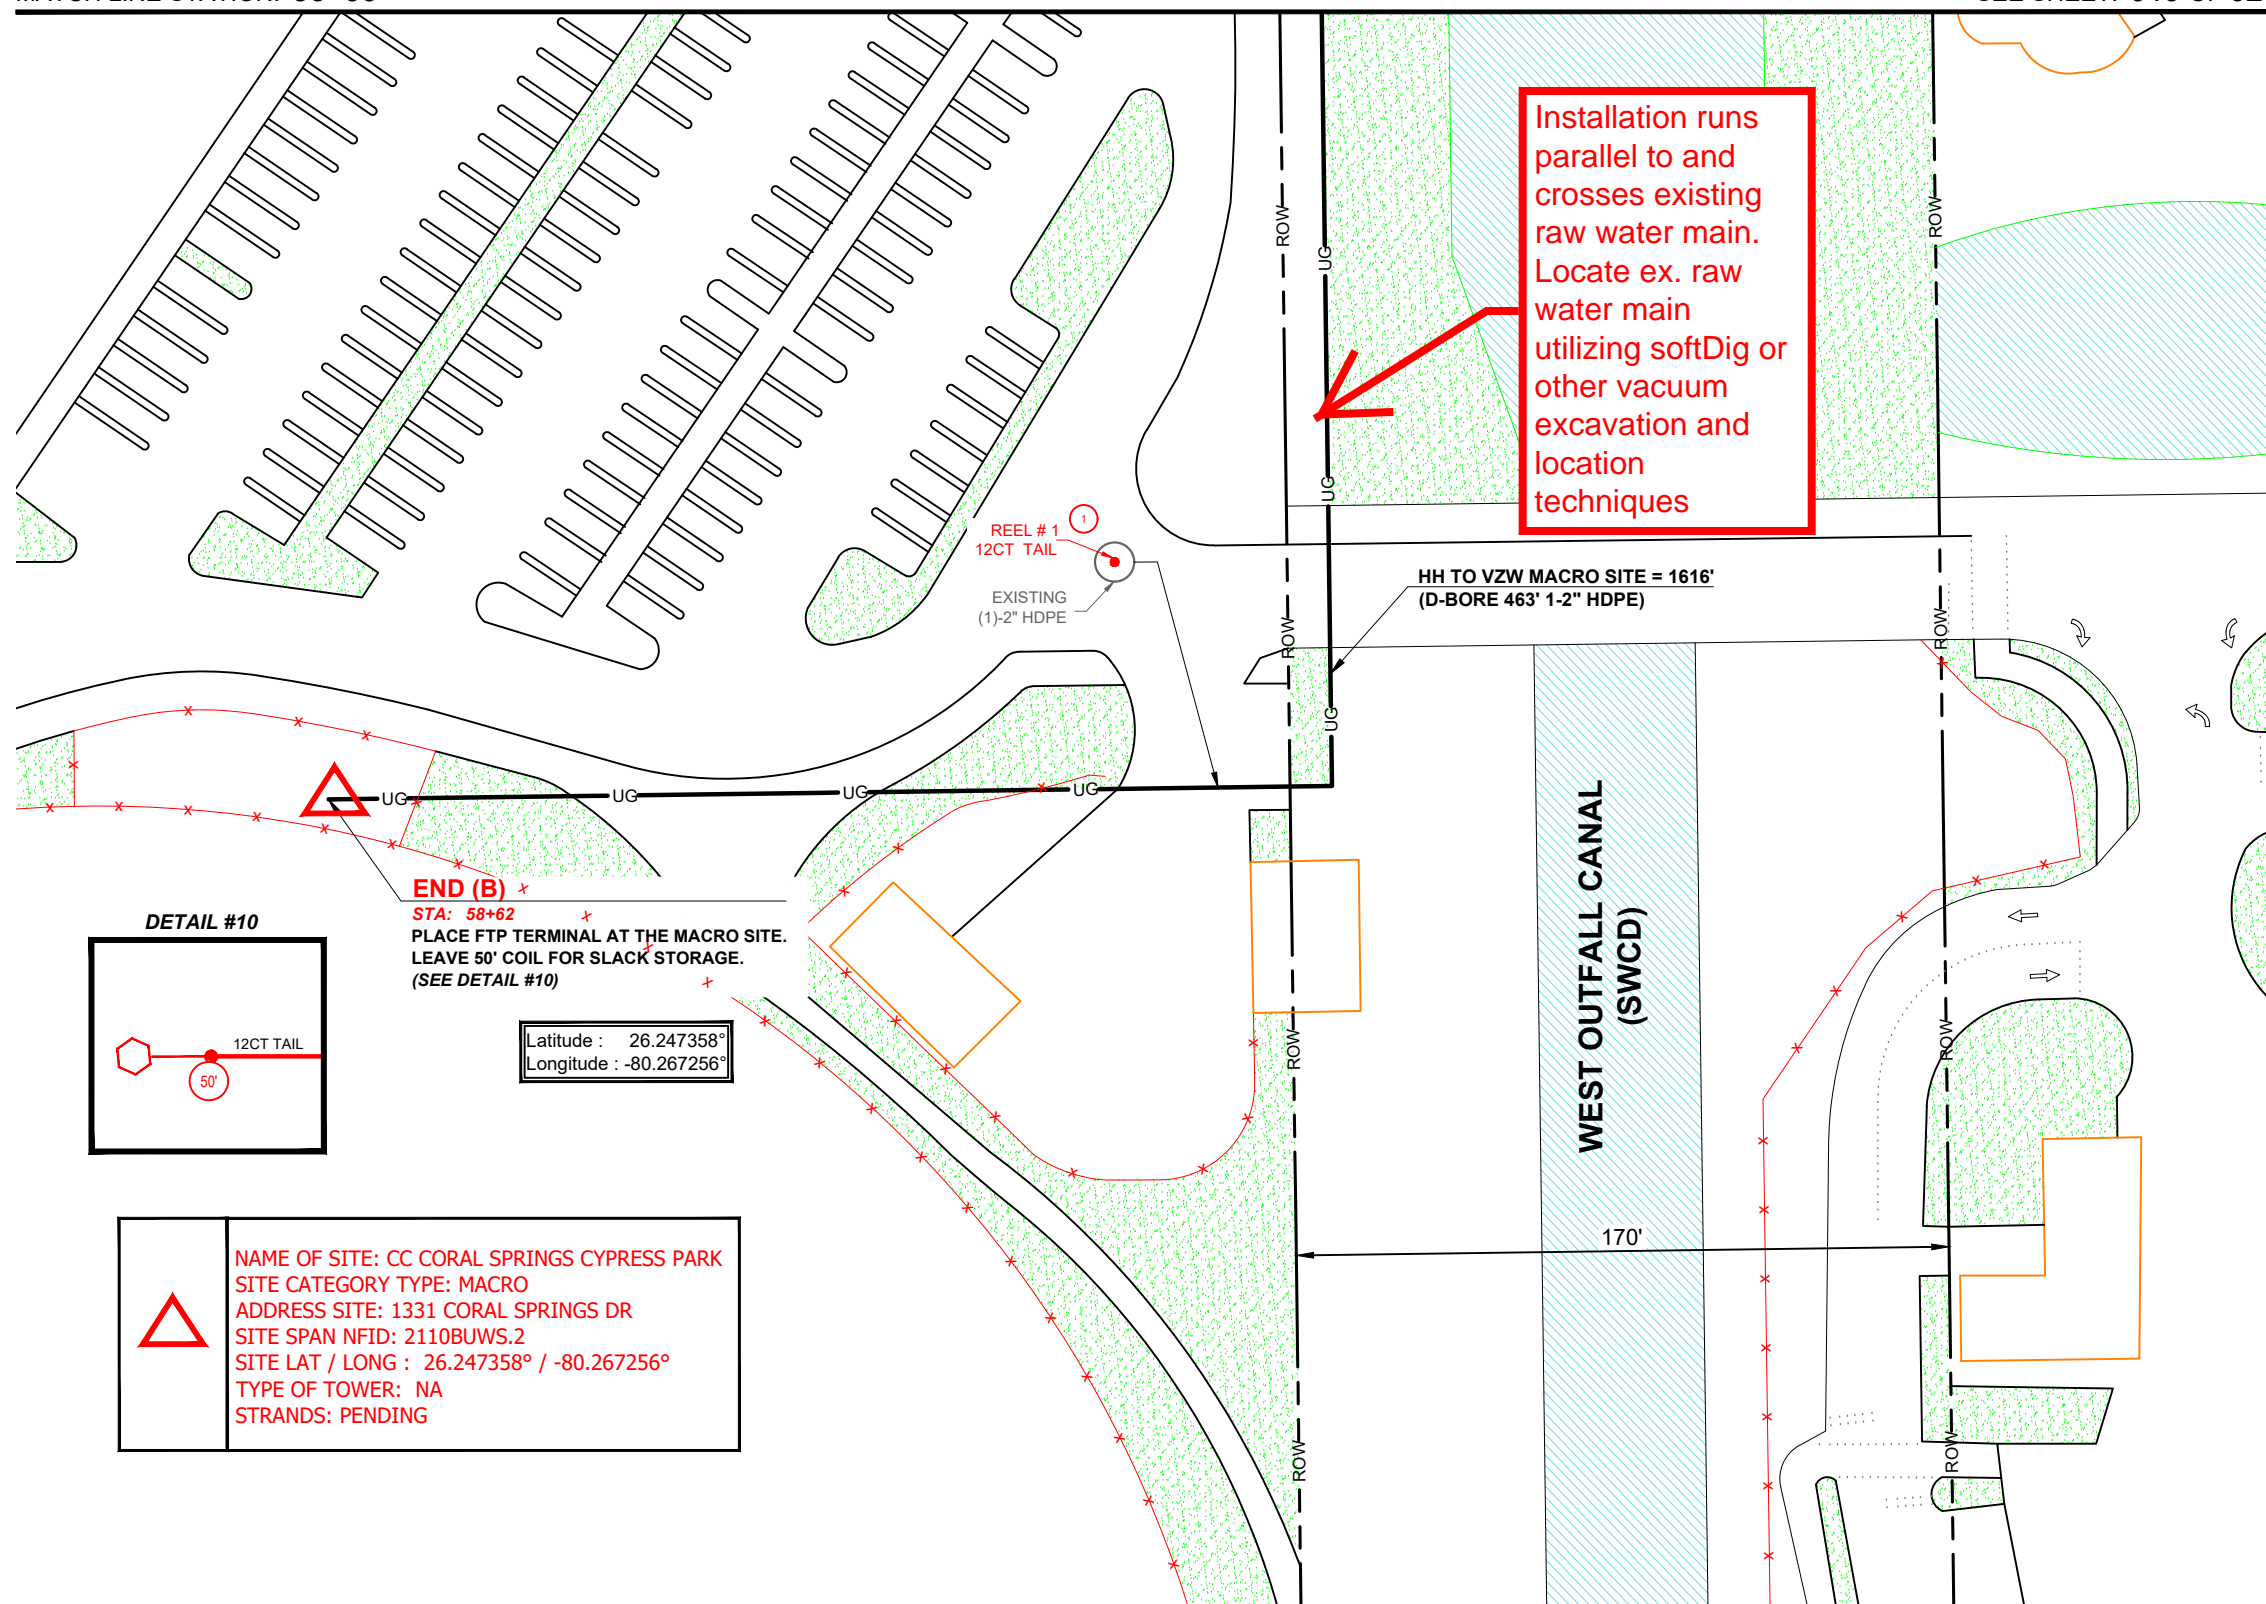 Installation runs
parallel to and
crosses existing
raw water main.
Locate ex. raw
water main
utilizing softDig or
other vacuum
excavation and
location
techniques
ROW
ROW
UG
UG
REEL # 1
1
12CT TAIL
EXISTING
(1)-2" HDPE
HH TO VZW MACRO SITE = 1616'
(D-BORE 463' 1-2" HDPE)
ROW
ROW
UG
UG
UG
UG
UG
WEST OUTFALL CANAL
(SWCD)
END (B)
STA: 58+62
PLACE FTP TERMINAL AT THE MACRO SITE.
LEAVE 50' COIL FOR SLACK STORAGE.
(SEE DETAIL #10)
DETAIL #10
12CT TAIL
50'
Latitude : 26.247358°
Longitude : -80.267256°
ROW
ROW
170'
NAME OF SITE: CC CORAL SPRINGS CYPRESS PARK
SITE CATEGORY TYPE: MACRO
ADDRESS SITE: 1331 CORAL SPRINGS DR
SITE SPAN NFID: 2110BUWS.2
SITE LAT / LONG : 26.247358° / -80.267256°
TYPE OF TOWER: NA
STRANDS: PENDING
ROW
ROW